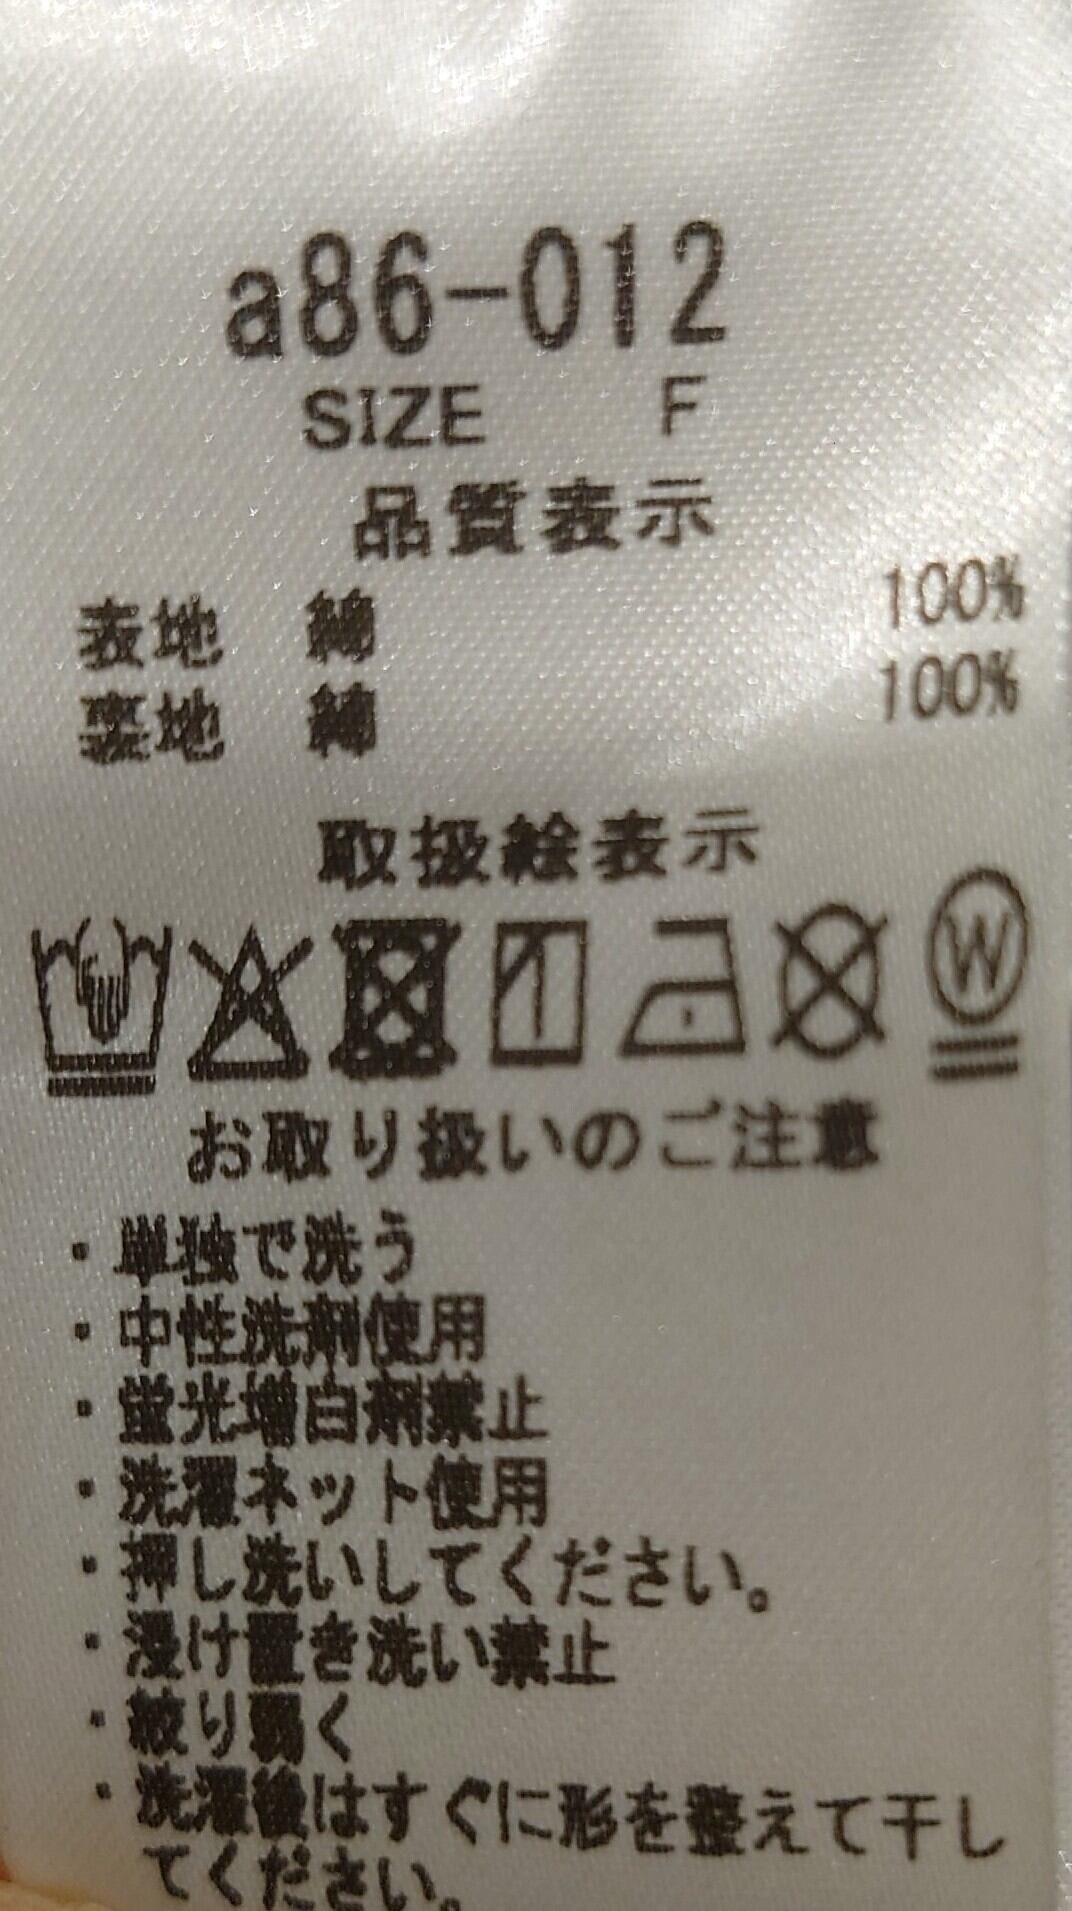 a86-012
SIZE F
品質表示
表地 綿 100%
裏地 綿 100%
取扱絵表示
W
お取り扱いのご注意
・単独で洗う
・中性洗剤使用
・蛍光増白剤禁止
・洗濯ネット使用
・押し洗いしてください。
・浸け置き洗い禁止
・絞り弱く
・洗濯後はすぐに形を整えて干し
てください。